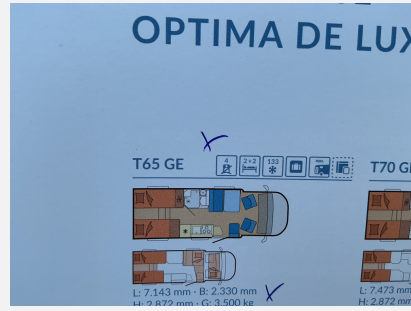 OPTIMA DE LUX
T65 GE
4
2+2
133
T70 G
L: 7.143 mm · B: 2.330 mm
H: 2.872 mm · G: 3.500 kg
L: 7.473 mm
H: 2.872 mm